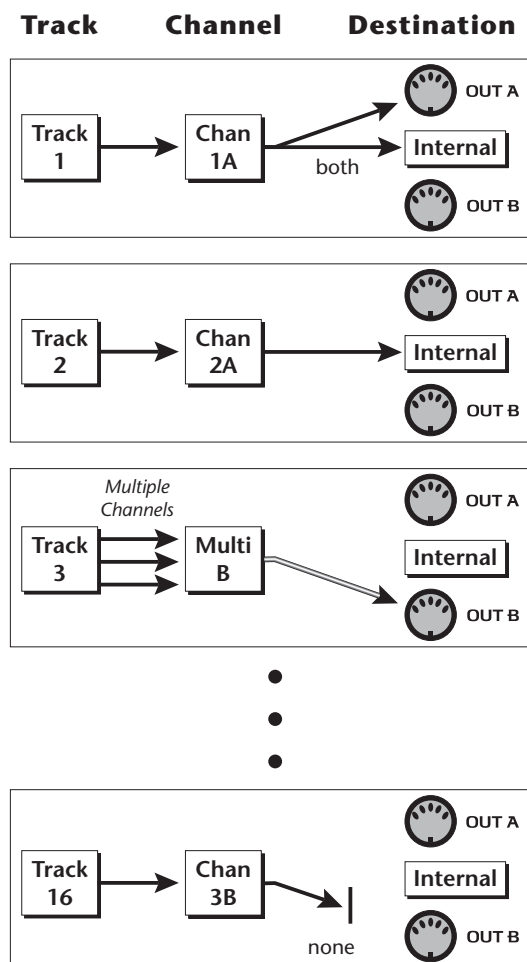 Track Channel Destination
OUT A
Track
1
Chan
1A
both
Internal
OUT B
OUT A
Track
2
Chan
2A
Internal
OUT B
Multiple
Channels
OUT A
Track
3
Multi
B
Internal
OUT B
OUT A
Track
16
Chan
3B
none
Internal
OUT B